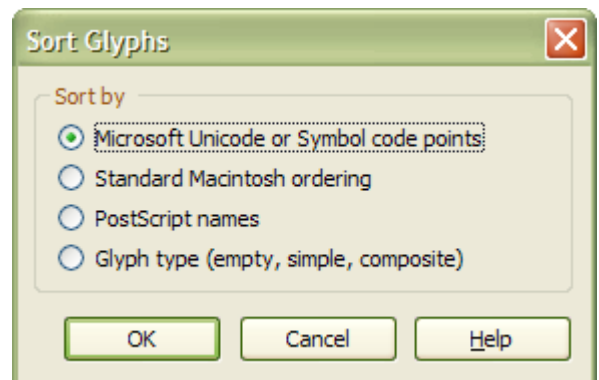 Sort Glyphs
Sort by
Microsoft Unicode or Symbol code points
Standard Macintosh ordering
PostScript names
Glyph type (empty, simple, composite)
OK Cancel Help